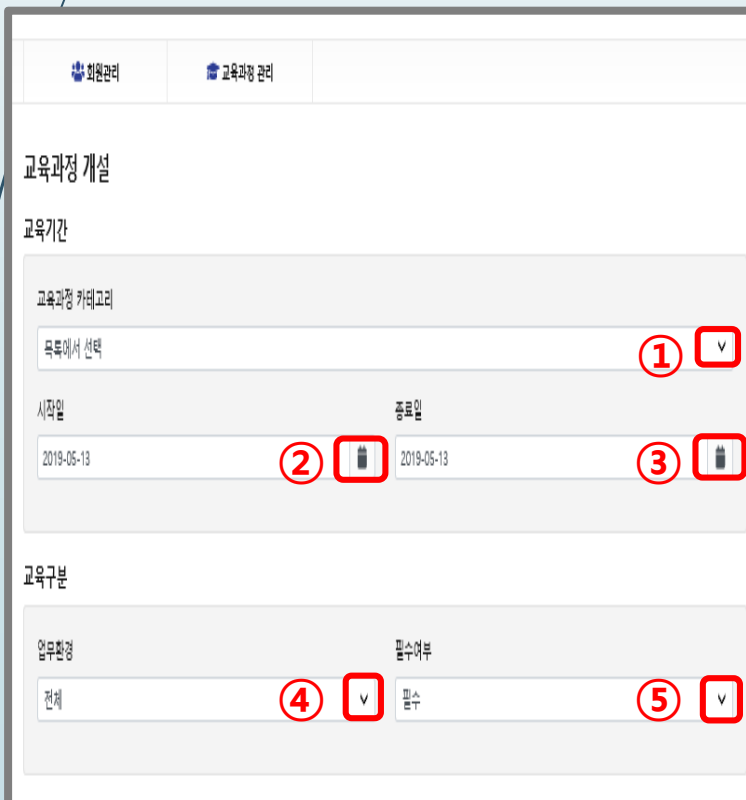 회원관리 교육과정 관리
교육과정 개설
교육기간
교육과정 카테고리
목록에서 선택 ①
시작일 종료일
2019-05-13 ② 2019-05-13 ③
교육구분
업무환경 필수여부
전체 ④ 필수 ⑤